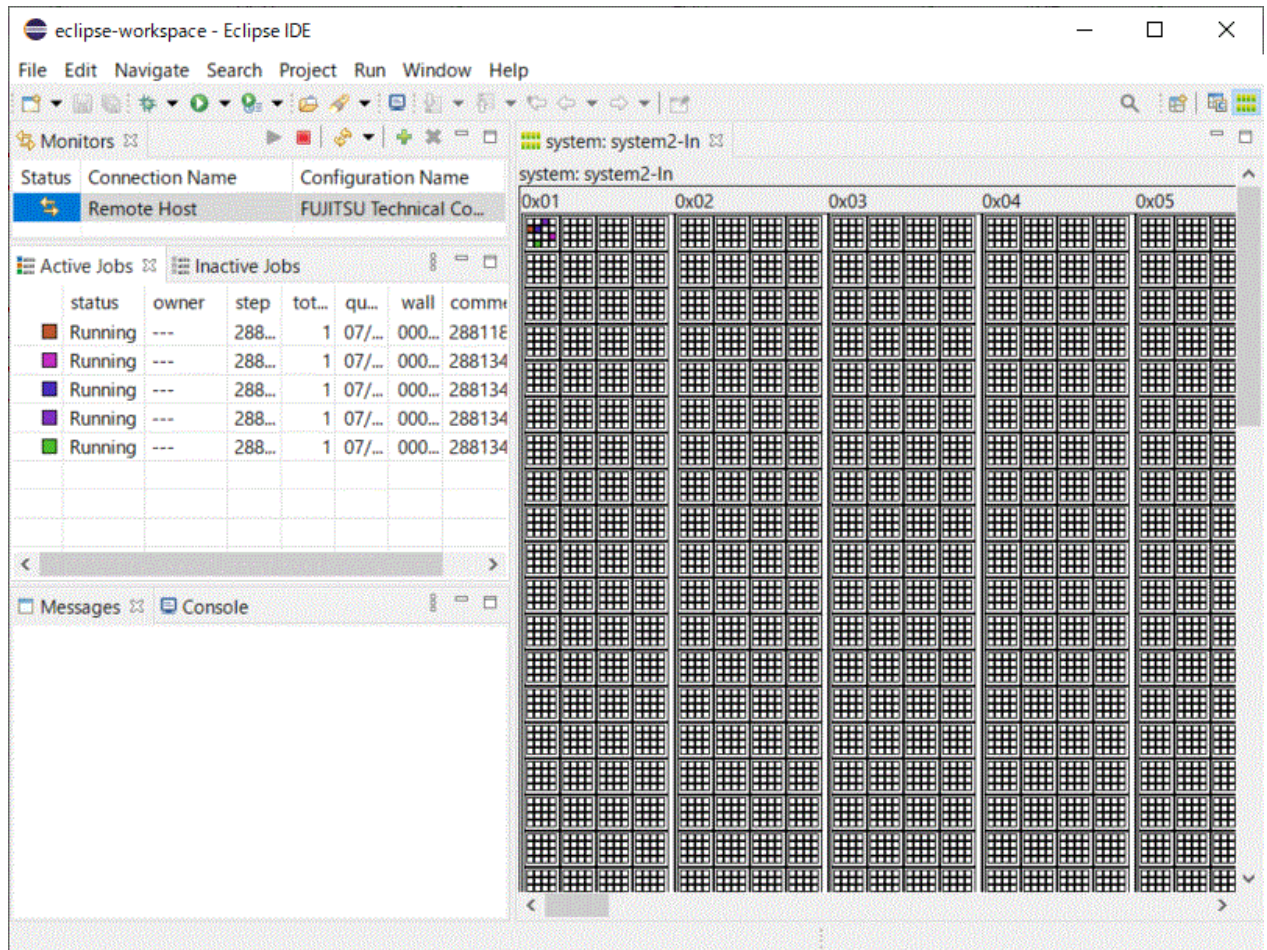 eclipse-workspace - Eclipse IDE
File Edit Navigate Search Project Run Window Help
Monitors
Status Connection Name Configuration Name
Remote Host FUJITSU Technical Co...
Active Jobs Inactive Jobs
status owner step tot... qu... wall comme
Running --- 288... 1 07/... 000... 288118
Running --- 288... 1 07/... 000... 288134
Running --- 288... 1 07/... 000... 288134
Running --- 288... 1 07/... 000... 288134
Running --- 288... 1 07/... 000... 288134
Messages Console
system: system2-In
system: system2-In
0x01 0x02 0x03 0x04 0x05